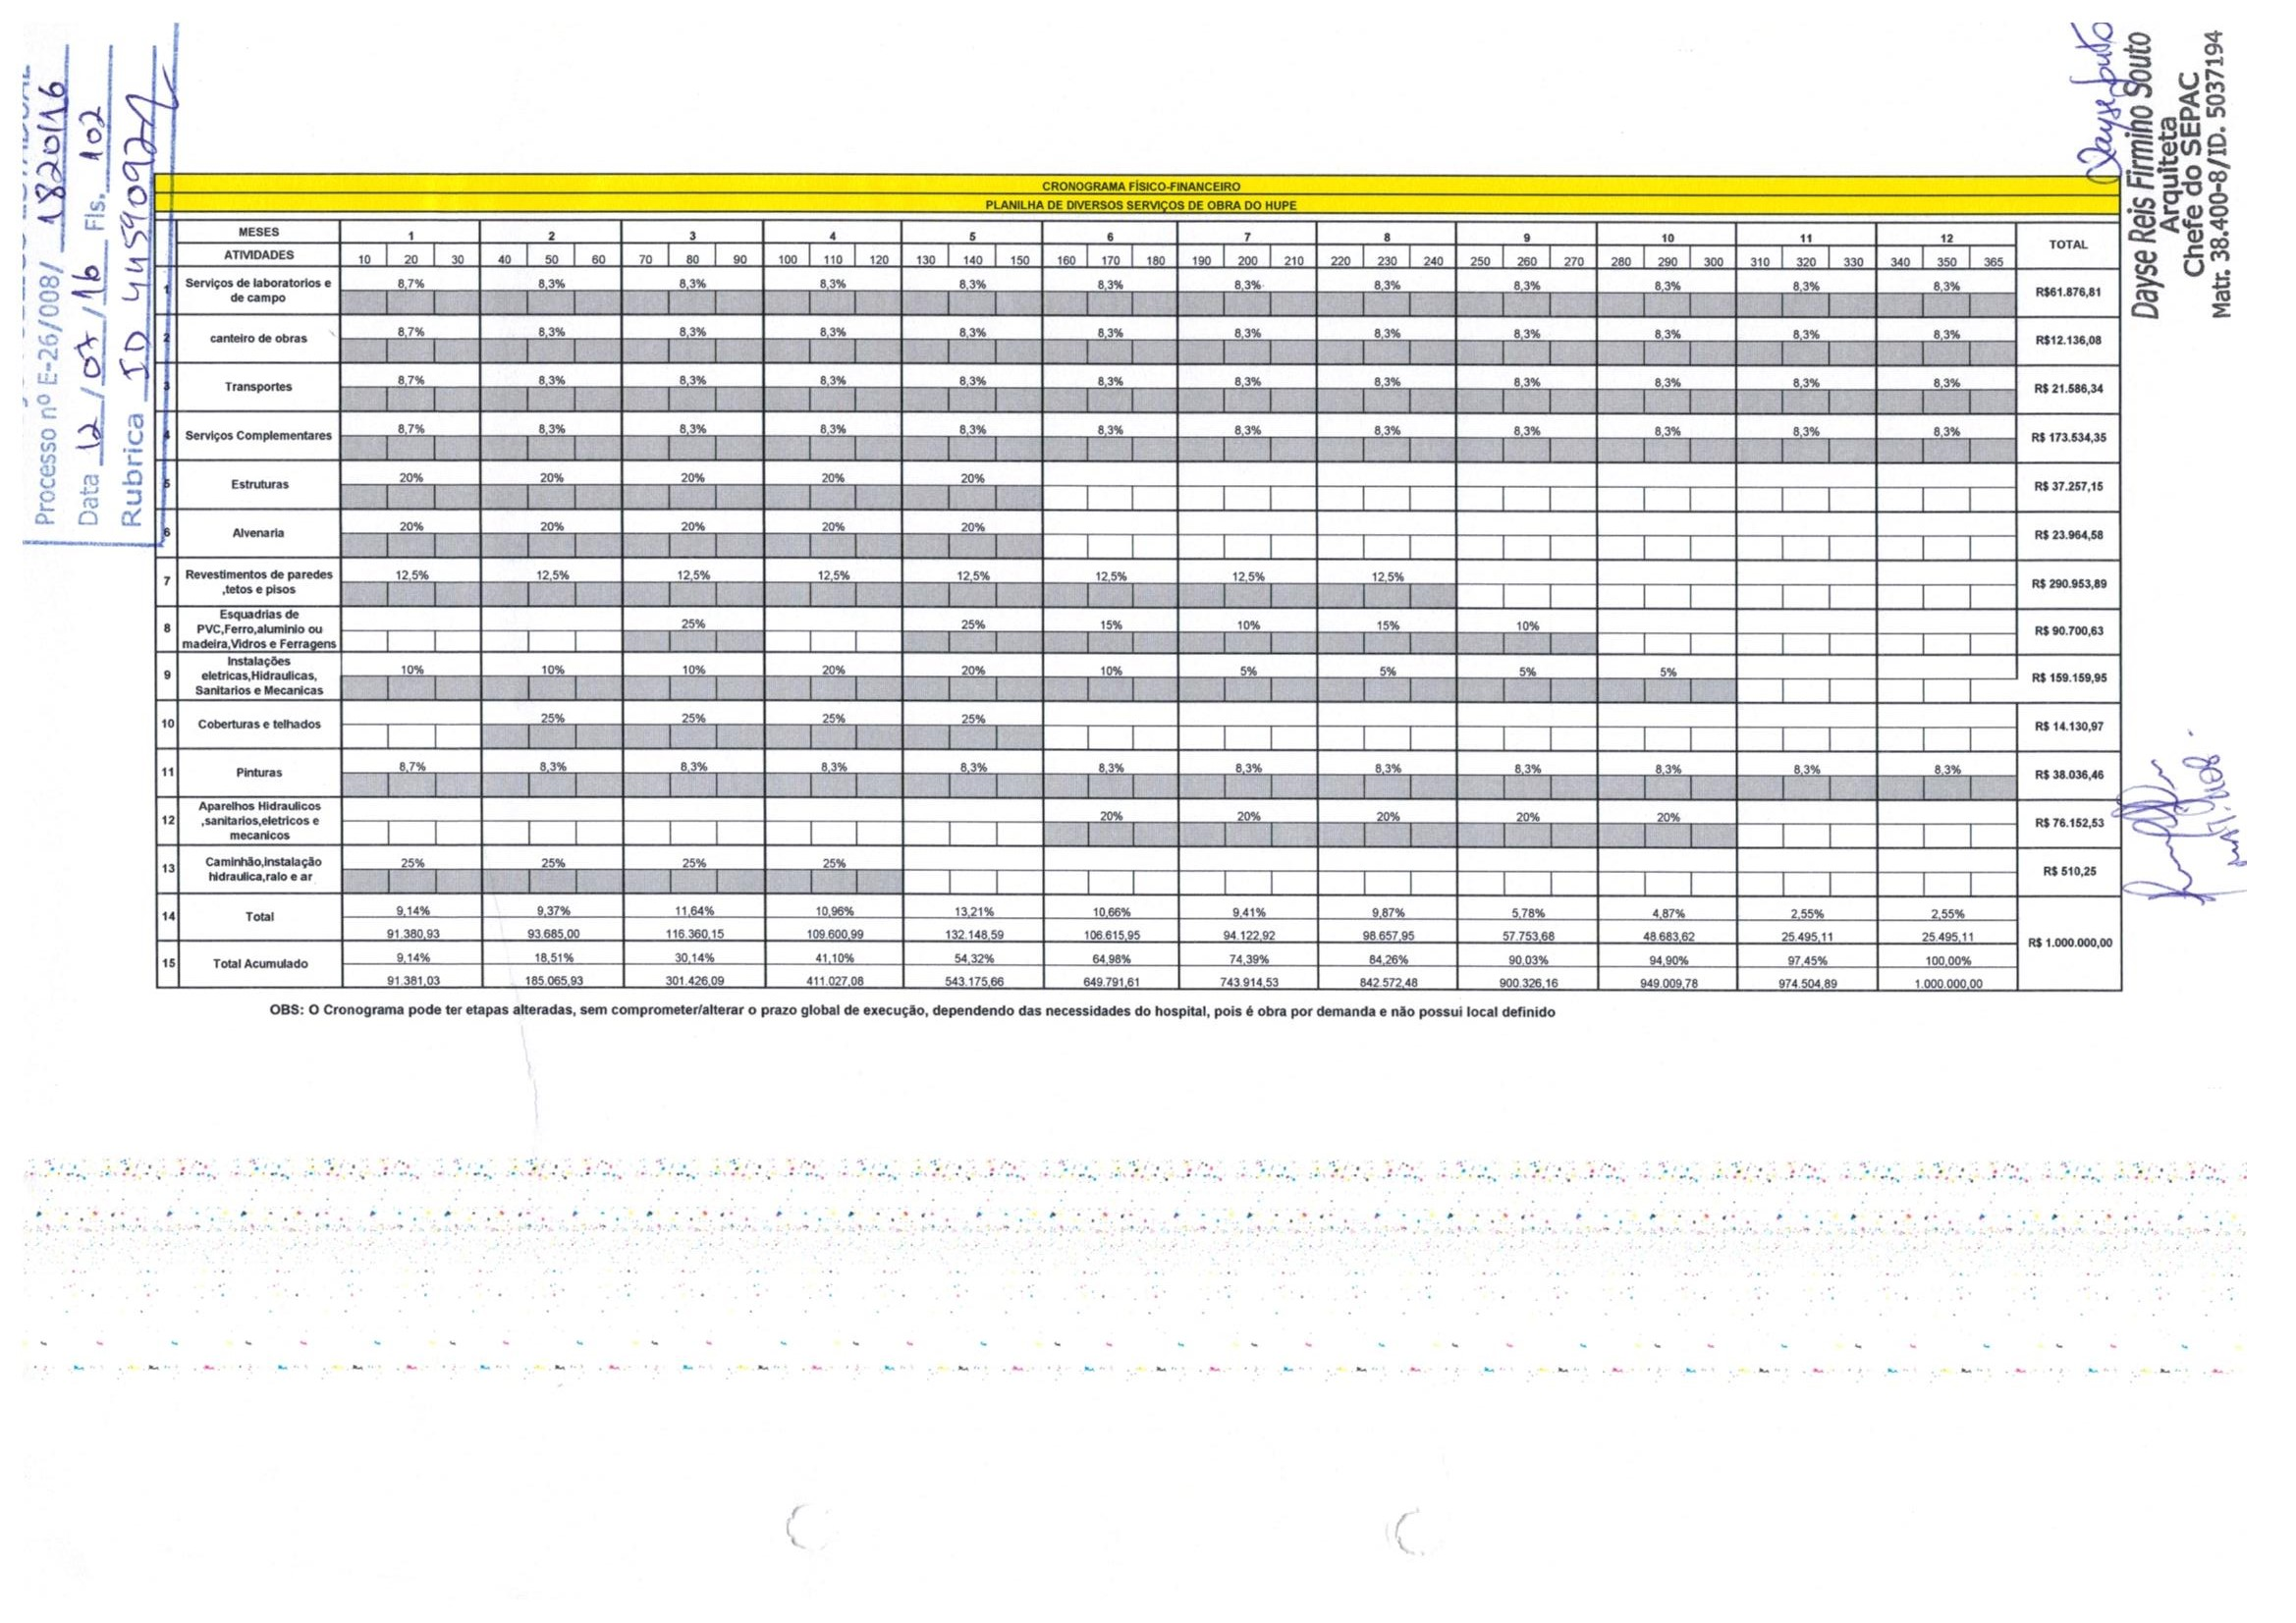 Processo nº E-26/008/ 1820/16
Data 12/07/16 Fls. 102
Rubrica ID 4459092
Dayse Souto
Dayse Reis Firmino Souto
Arquiteta
Chefe do SEPAC
Matr. 38.400-8/ID. 5037194
CRONOGRAMA FÍSICO-FINANCEIRO
PLANILHA DE DIVERSOS SERVIÇOS DE OBRA DO HUPE
MESES 1 2 3 4 5 6 7 8 9 10 11 12 TOTAL
ATIVIDADES 10 20 30 40 50 60 70 80 90 100 110 120 130 140 150 160 170 180 190 200 210 220 230 240 250 260 270 280 290 300 310 320 330 340 350 365
1 Serviços de laboratorios e de campo 8,7% 8,3% 8,3% 8,3% 8,3% 8,3% 8,3% 8,3% 8,3% 8,3% 8,3% 8,3% R$61.876,81
2 canteiro de obras 8,7% 8,3% 8,3% 8,3% 8,3% 8,3% 8,3% 8,3% 8,3% 8,3% 8,3% 8,3% R$12.136,08
3 Transportes 8,7% 8,3% 8,3% 8,3% 8,3% 8,3% 8,3% 8,3% 8,3% 8,3% 8,3% 8,3% R$ 21.586,34
4 Serviços Complementares 8,7% 8,3% 8,3% 8,3% 8,3% 8,3% 8,3% 8,3% 8,3% 8,3% 8,3% 8,3% R$ 173.534,35
5 Estruturas 20% 20% 20% 20% 20% R$ 37.257,15
6 Alvenaria 20% 20% 20% 20% 20% R$ 23.964,58
7 Revestimentos de paredes ,tetos e pisos 12,5% 12,5% 12,5% 12,5% 12,5% 12,5% 12,5% 12,5% R$ 290.953,89
8 Esquadrias de PVC,Ferro,aluminio ou madeira,Vidros e Ferragens 25% 25% 15% 10% 15% 10% R$ 90.700,63
9 Instalações eletricas,Hidraulicas, Sanitarios e Mecanicas 10% 10% 10% 20% 20% 10% 5% 5% 5% 5% R$ 159.159,95
10 Coberturas e telhados 25% 25% 25% 25% R$ 14.130,97
11 Pinturas 8,7% 8,3% 8,3% 8,3% 8,3% 8,3% 8,3% 8,3% 8,3% 8,3% 8,3% 8,3% R$ 38.036,46
12 Aparelhos Hidraulicos ,sanitarios,eletricos e mecanicos 20% 20% 20% 20% 20% R$ 76.152,53
13 Caminhão,instalação hidraulica,ralo e ar 25% 25% 25% 25% R$ 510,25
14 Total 9,14% 9,37% 11,64% 10,96% 13,21% 10,66% 9,41% 9,87% 5,78% 4,87% 2,55% 2,55%
91.380,93 93.685,00 116.360,15 109.600,99 132.148,59 106.615,95 94.122,92 98.657,95 57.753,68 48.683,62 25.495,11 25.495,11 R$ 1.000.000,00
15 Total Acumulado 9,14% 18,51% 30,14% 41,10% 54,32% 64,98% 74,39% 84,26% 90,03% 94,90% 97,45% 100,00%
91.381,03 185.065,93 301.426,09 411.027,08 543.175,66 649.791,61 743.914,53 842.572,48 900.326,16 949.009,78 974.504,89 1.000.000,00
OBS: O Cronograma pode ter etapas alteradas, sem comprometer/alterar o prazo global de execução, dependendo das necessidades do hospital, pois é obra por demanda e não possui local definido